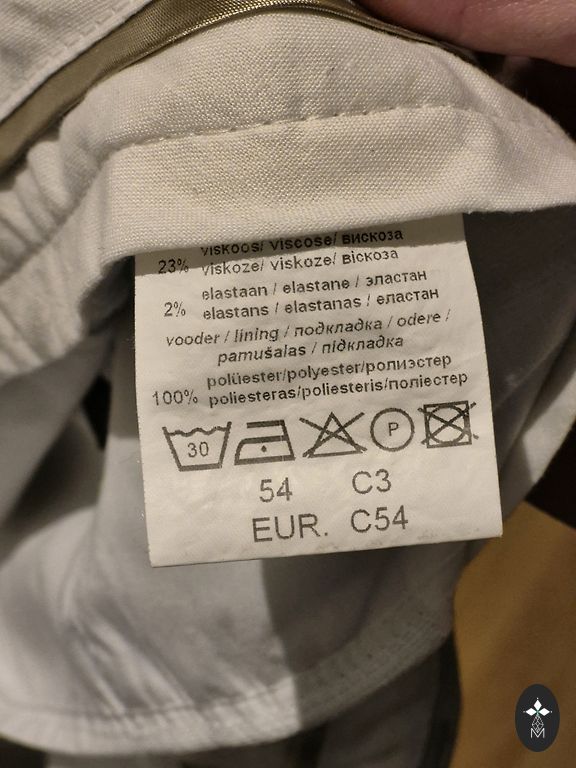 23% viskoos/ viscose/ вискоза
viskoze/ viskoze/ віскоза
2% elastaan / elastane / эластан
elastans / elastanas / еластан
vooder / lining / подкладка / odere /
pamušalas / підкладка
100% polüester/polyester/полиэстер
poliesteras/poliesteris/поліестер
30 P
54 C3
EUR. C54
M